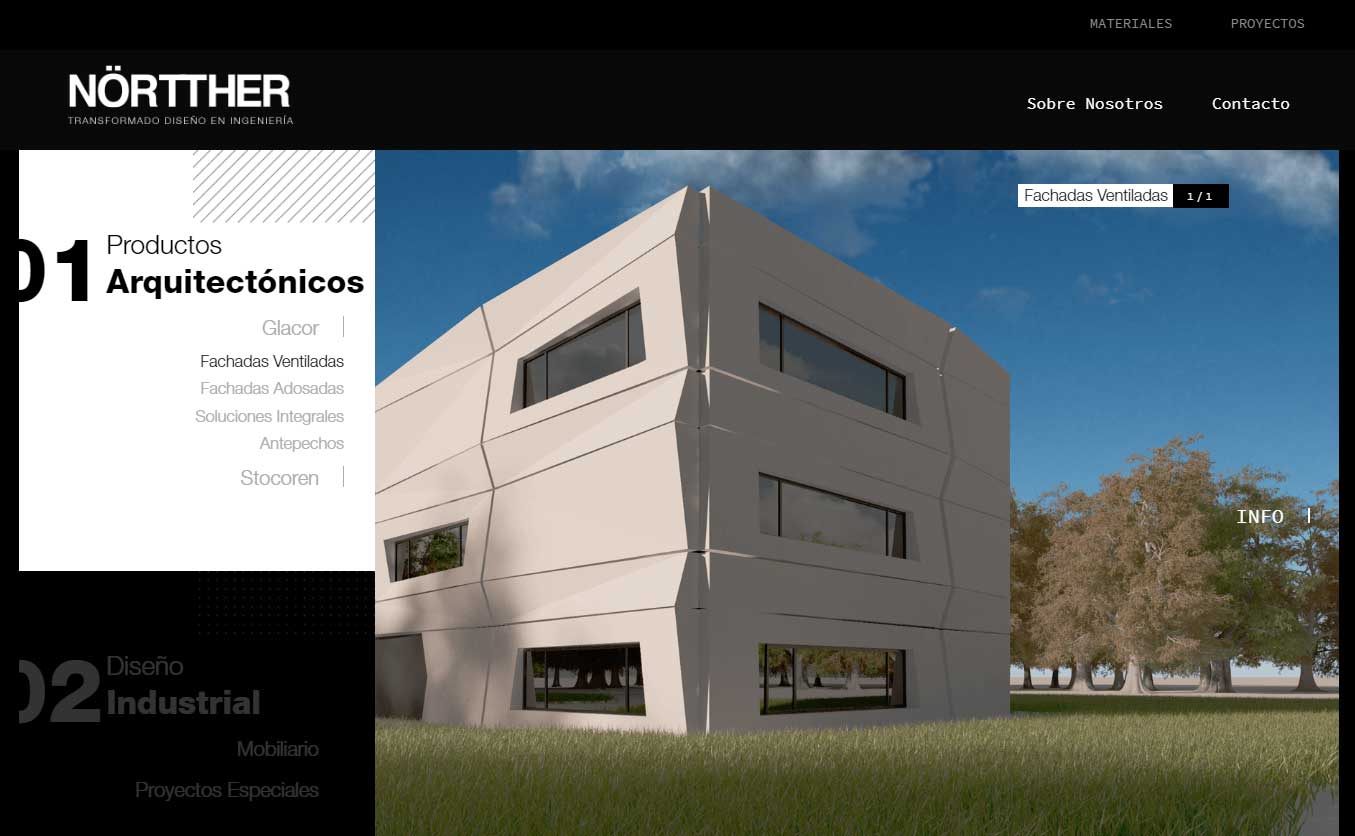 MATERIALES
PROYECTOS
NÖRTTHER
TRANSFORMADO DISEÑO EN INGENIERÍA
Sobre Nosotros
Contacto
01
Productos
Arquitectónicos
Glacor
Fachadas Ventiladas
Fachadas Adosadas
Soluciones Integrales
Antepechos
Stocoren
Fachadas Ventiladas
1/1
INFO
02
Diseño
Industrial
Mobiliario
Proyectos Especiales